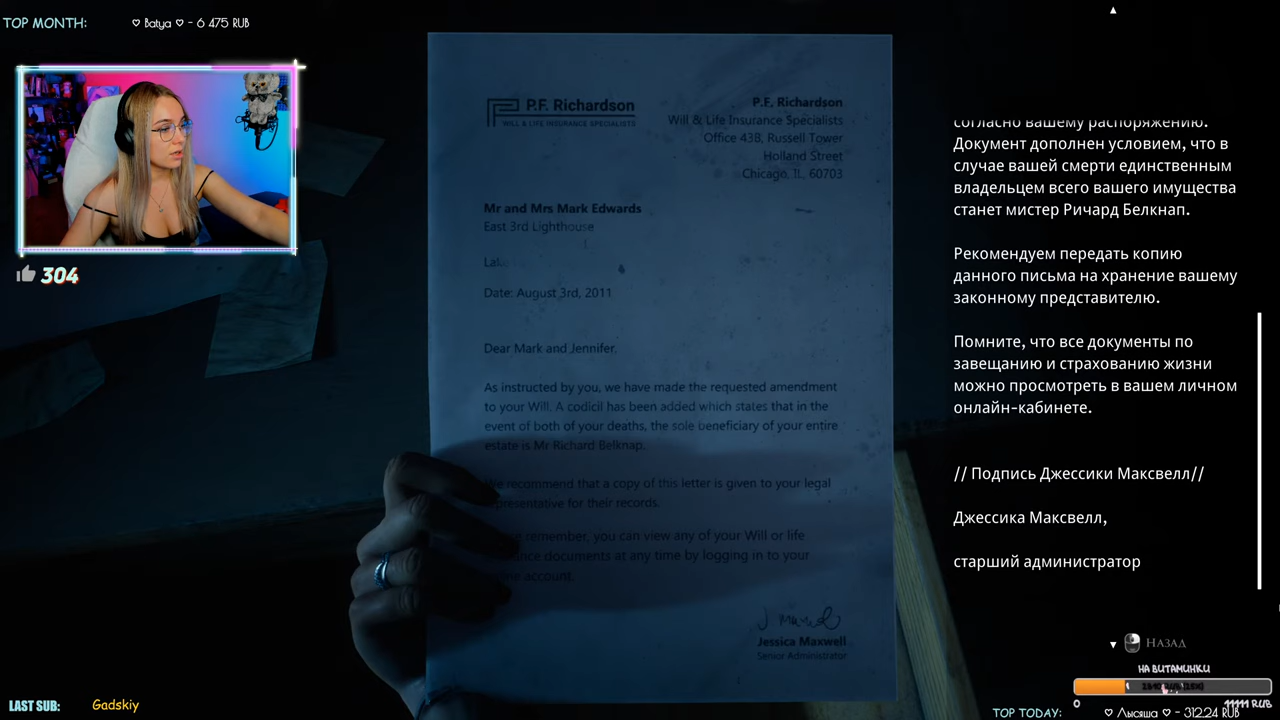 TOP MONTH:
♡ Batya ♡ - 6 475 RUB
304
P.F. Richardson
WILL & LIFE INSURANCE SPECIALISTS
P.F. Richardson
Will & Life Insurance Specialists
Office 43B, Russell Tower
Holland Street
Chicago, IL, 60703
Mr and Mrs Mark Edwards
East 3rd Lighthouse
Date: August 3rd, 2011
Dear Mark and Jennifer,
As instructed by you, we have made the requested amendment
to your Will. A codicil has been added which states that in the
event of both of your deaths, the sole beneficiary of your entire
estate is Mr Richard Belknap.
recommend that a copy of this letter is given to your legal
for their records.
remember, you can view any of your Will or life
documents at any time by logging in to your
account.
Jessica Maxwell
Senior Administrator
согласно вашему распоряжению.
Документ дополнен условием, что в
случае вашей смерти единственным
владельцем всего вашего имущества
станет мистер Ричард Белкнап.
Рекомендуем передать копию
данного письма на хранение вашему
законному представителю.
Помните, что все документы по
завещанию и страхованию жизни
можно просмотреть в вашем личном
онлайн-кабинете.
// Подпись Джессики Максвелл//
Джессика Максвелл,
старший администратор
НАЗАД
НА ВИТАМИНКИ
0
11111 RUB
LAST SUB:
Gadskiy
TOP TODAY:
♡ Лысяша ♡ - 312.24 RUB